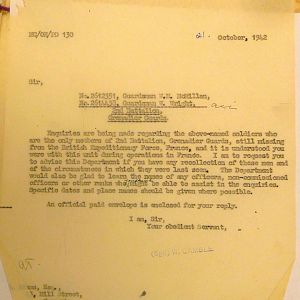 October, 1942
Sir,
No.2612351, Guardsman W.H. McMillan,
Guardsman W. Wright,
2nd Battalion,
Grenadier Guards.
Enquiries are being made regarding the above-named soldiers who
are the only members of 2nd Battalion, Grenadier Guards, still missing
from the British Expeditionary Force, France, and it is understood you
were with this unit during operations in France. I am to request you
to advise this Department if you have any recollection of these men and
of the circumstances in which they were last seen. The Department
would also be glad to learn the names of any officers, non-commissioned
officers or other ranks who might be able to assist in the enquiries.
Specific dates and place names should be given where possible.
An official paid envelope is enclosed for your reply.
I am, Sir,
Your obedient Servant,
Esq.,
Mill Street,